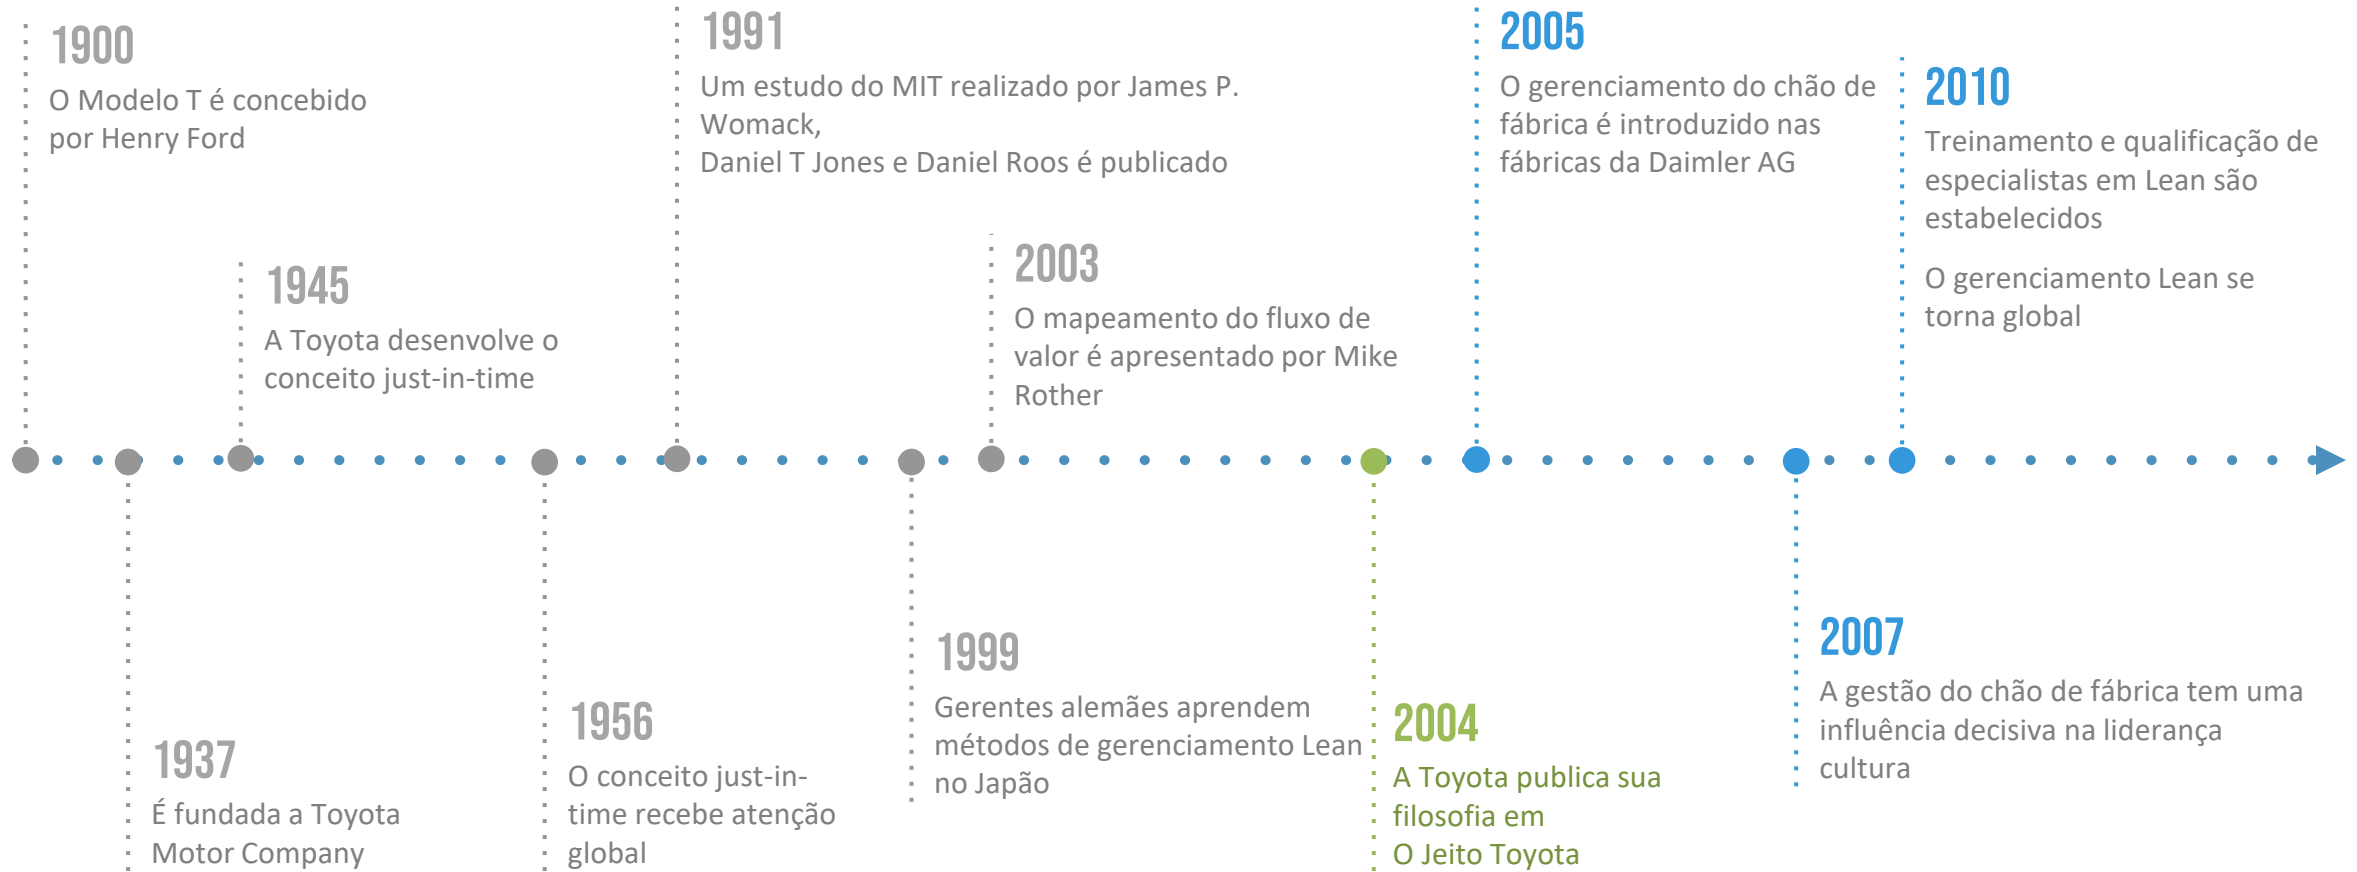 1900
O Modelo T é concebido
por Henry Ford
1937
É fundada a Toyota
Motor Company
1945
A Toyota desenvolve o
conceito just-in-time
1956
O conceito just-in-
time recebe atenção
global
1991
Um estudo do MIT realizado por James P.
Womack,
Daniel T Jones e Daniel Roos é publicado
1999
Gerentes alemães aprendem
métodos de gerenciamento Lean
no Japão
2003
O mapeamento do fluxo de
valor é apresentado por Mike
Rother
2004
A Toyota publica sua
filosofia em
O Jeito Toyota
2005
O gerenciamento do chão de
fábrica é introduzido nas
fábricas da Daimler AG
2007
A gestão do chão de fábrica tem uma
influência decisiva na liderança
cultura
2010
Treinamento e qualificação de
especialistas em Lean são
estabelecidos
O gerenciamento Lean se
torna global